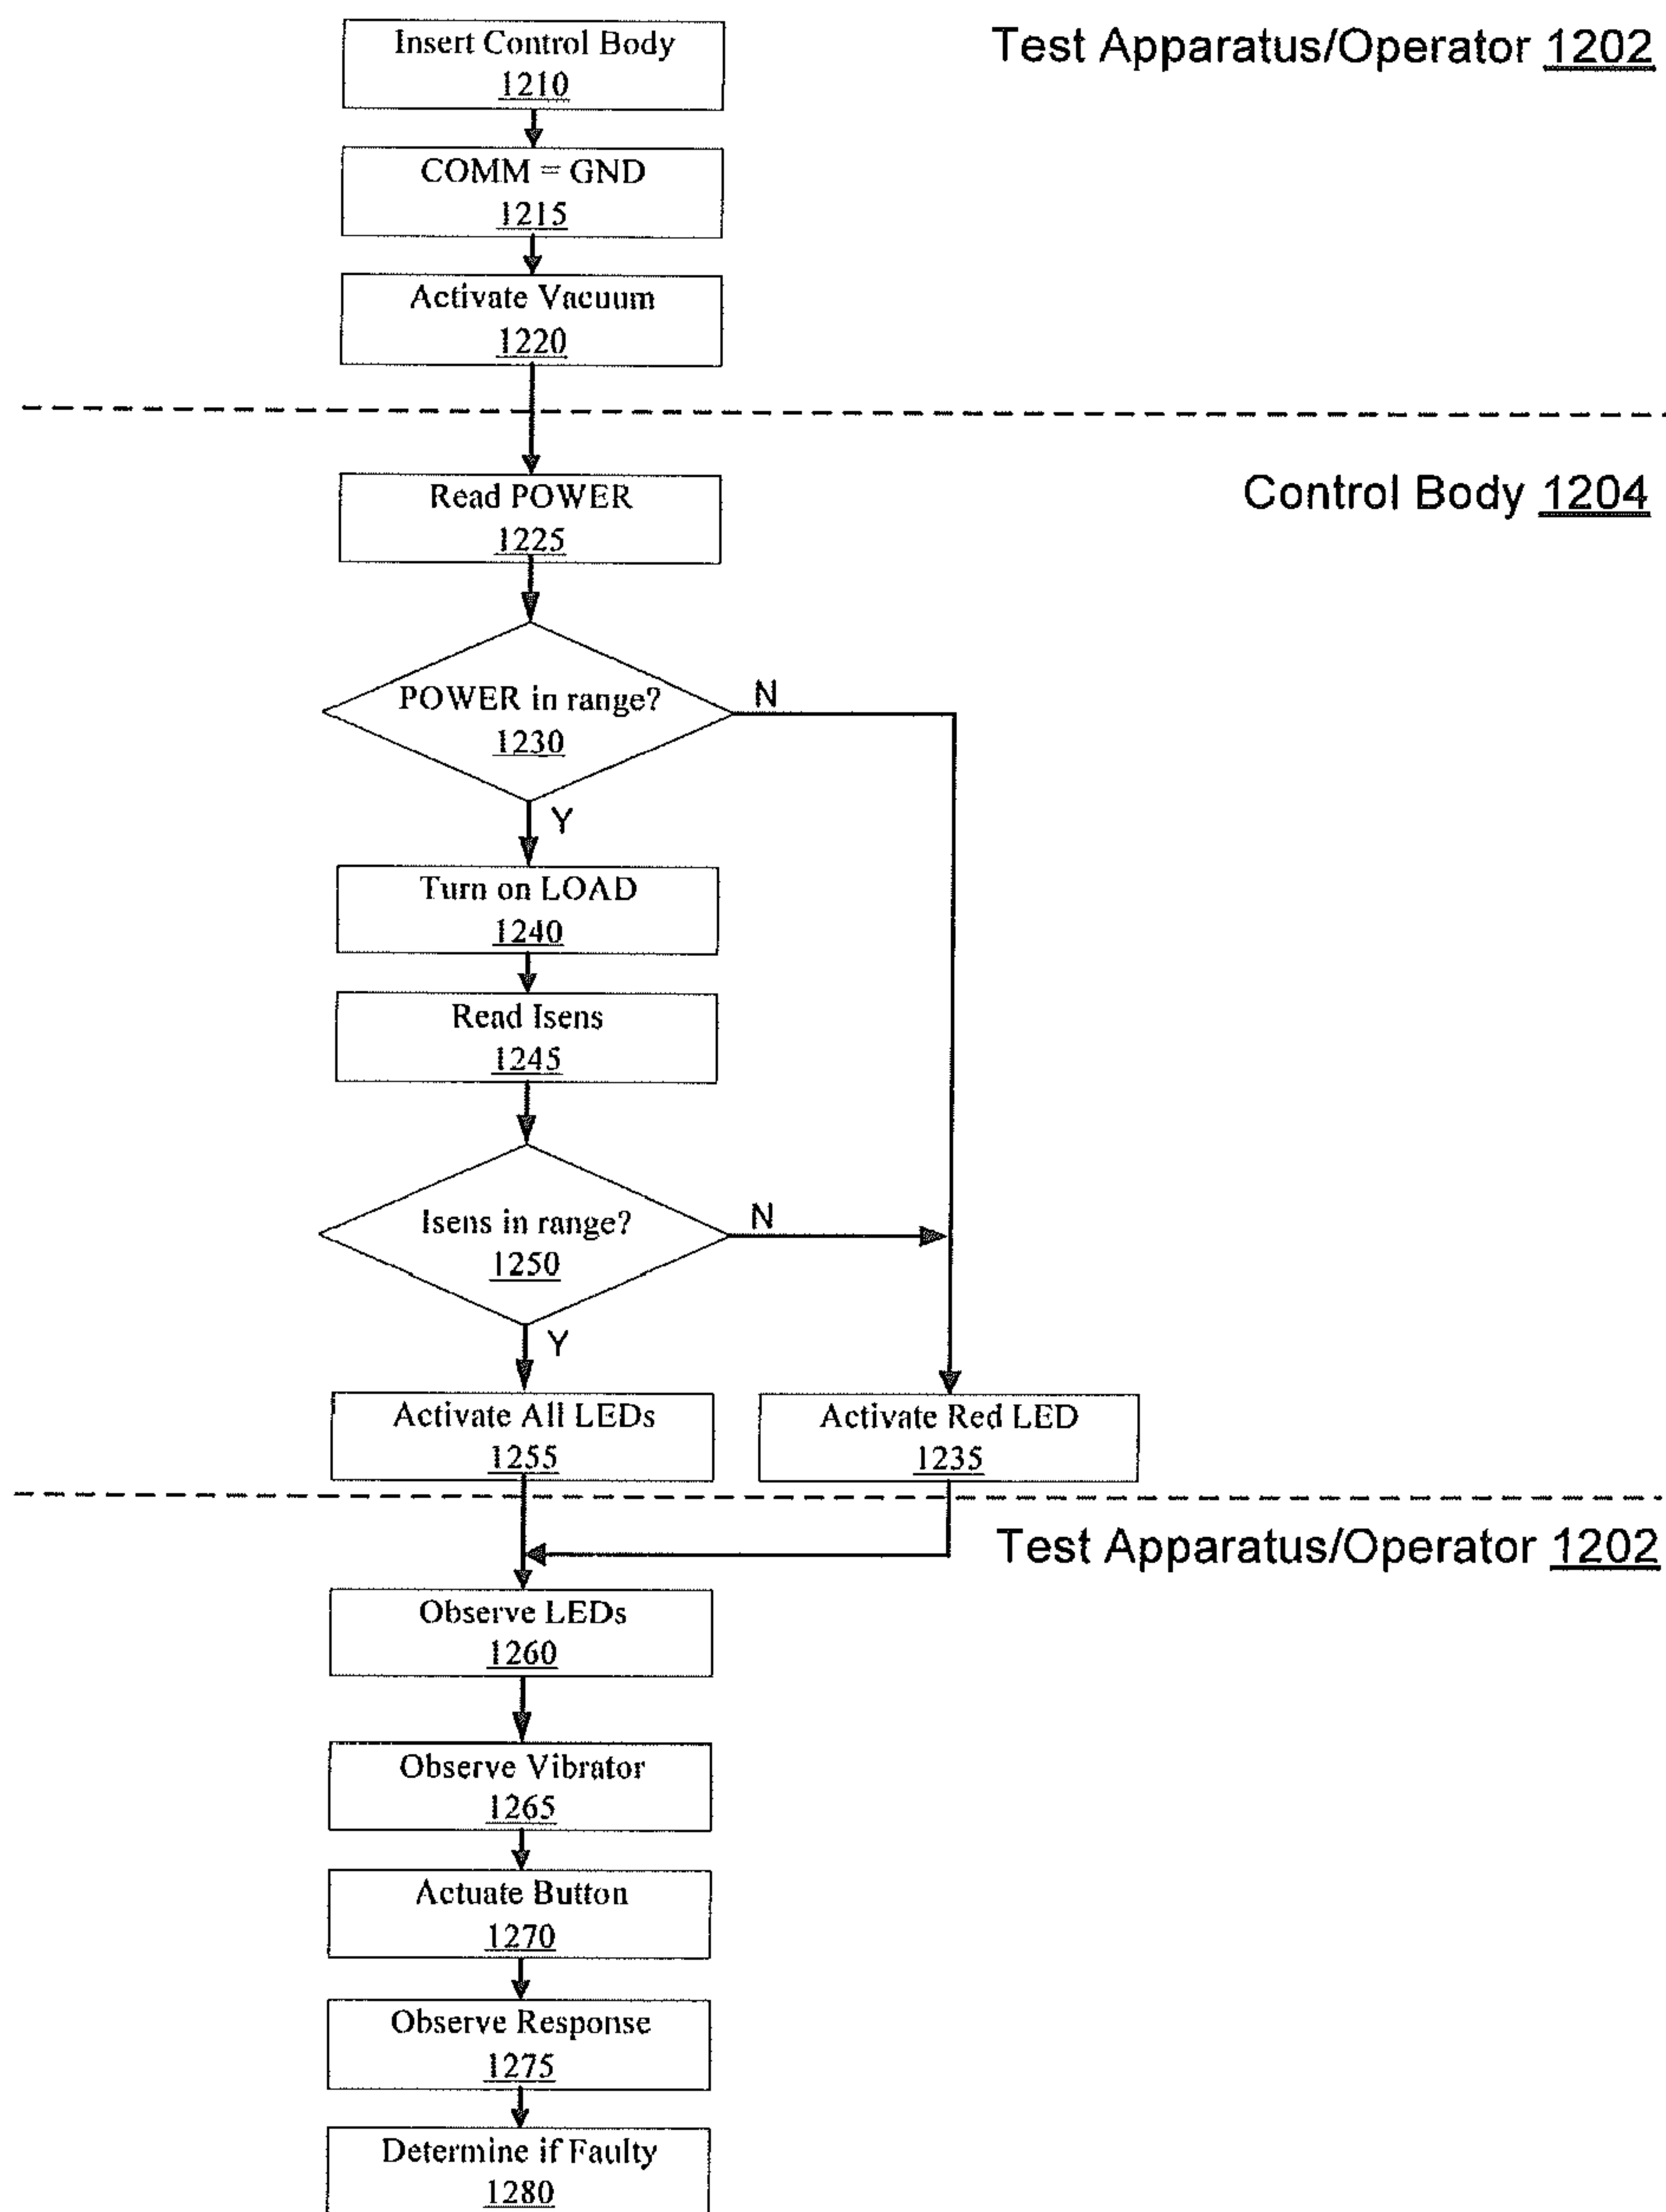 Test Apparatus/Operator 1202
Insert Control Body
1210
COMM = GND
1215
Activate Vacuum
1220
Control Body 1204
Read POWER
1225
POWER in range?
1230
N
Y
Turn on LOAD
1240
Read Isens
1245
Isens in range?
1250
N
Y
Activate All LEDs
1255
Activate Red LED
1235
Test Apparatus/Operator 1202
Observe LEDs
1260
Observe Vibrator
1265
Actuate Button
1270
Observe Response
1275
Determine if Faulty
1280